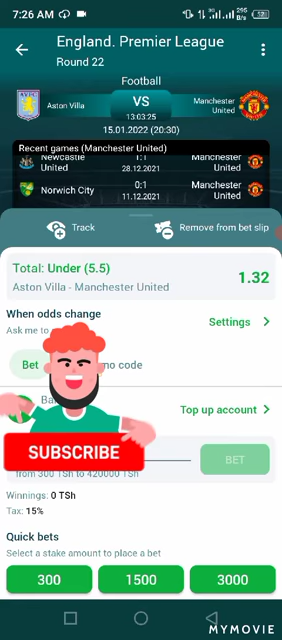 7:26 AM
295
B/s
12
England. Premier League
Round 22
Football
AVFC
Aston Villa
VS
Manchester
United
13:03:25
15.01.2022 (20:30)
Recent games (Manchester United)
Newcastle
United
1:1
28.12.2021
Manchester
United
Norwich City
0:1
11.12.2021
Manchester
United
Track
Remove from bet slip
Total: Under (5.5)
1.32
Aston Villa - Manchester United
When odds change
Ask me to
Settings
Bet
mo code
Top up account
SUBSCRIBE
BET
from 300 TSh to 420000 TSh
Winnings: 0 TSh
Tax: 15%
Quick bets
Select a stake amount to place a bet
300
1500
3000
MYMOVIE